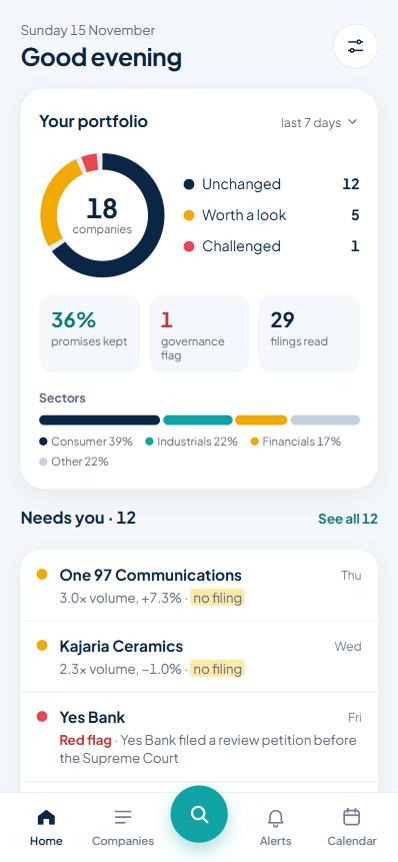 Sunday 15 November
Good evening
Your portfolio
last 7 days
18
companies
Unchanged 12
Worth a look 5
Challenged 1
36%
promises kept
1
governance
flag
29
filings read
Sectors
Consumer 39% Industrials 22% Financials 17%
Other 22%
Needs you · 12
See all 12
One 97 Communications
Thu
3.0× volume, +7.3% · no filing
Kajaria Ceramics
Wed
2.3× volume, −1.0% · no filing
Yes Bank
Fri
Red flag · Yes Bank filed a review petition before
the Supreme Court
Home Companies Alerts Calendar